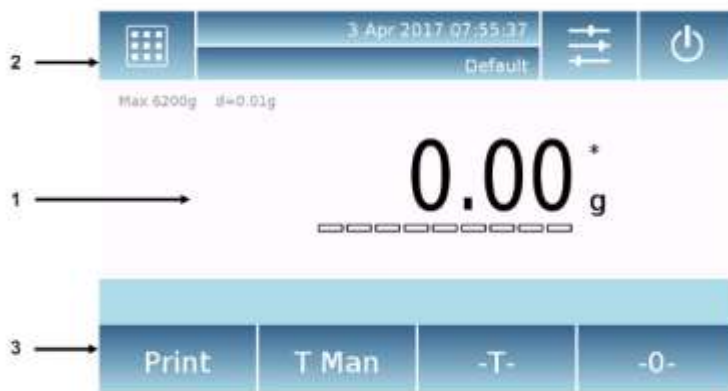 3 Apr 2017 07:55:37
2
Default
Max 6200g d=0.01g
0.00 *
1
g
3
Print T Man -T- -0-